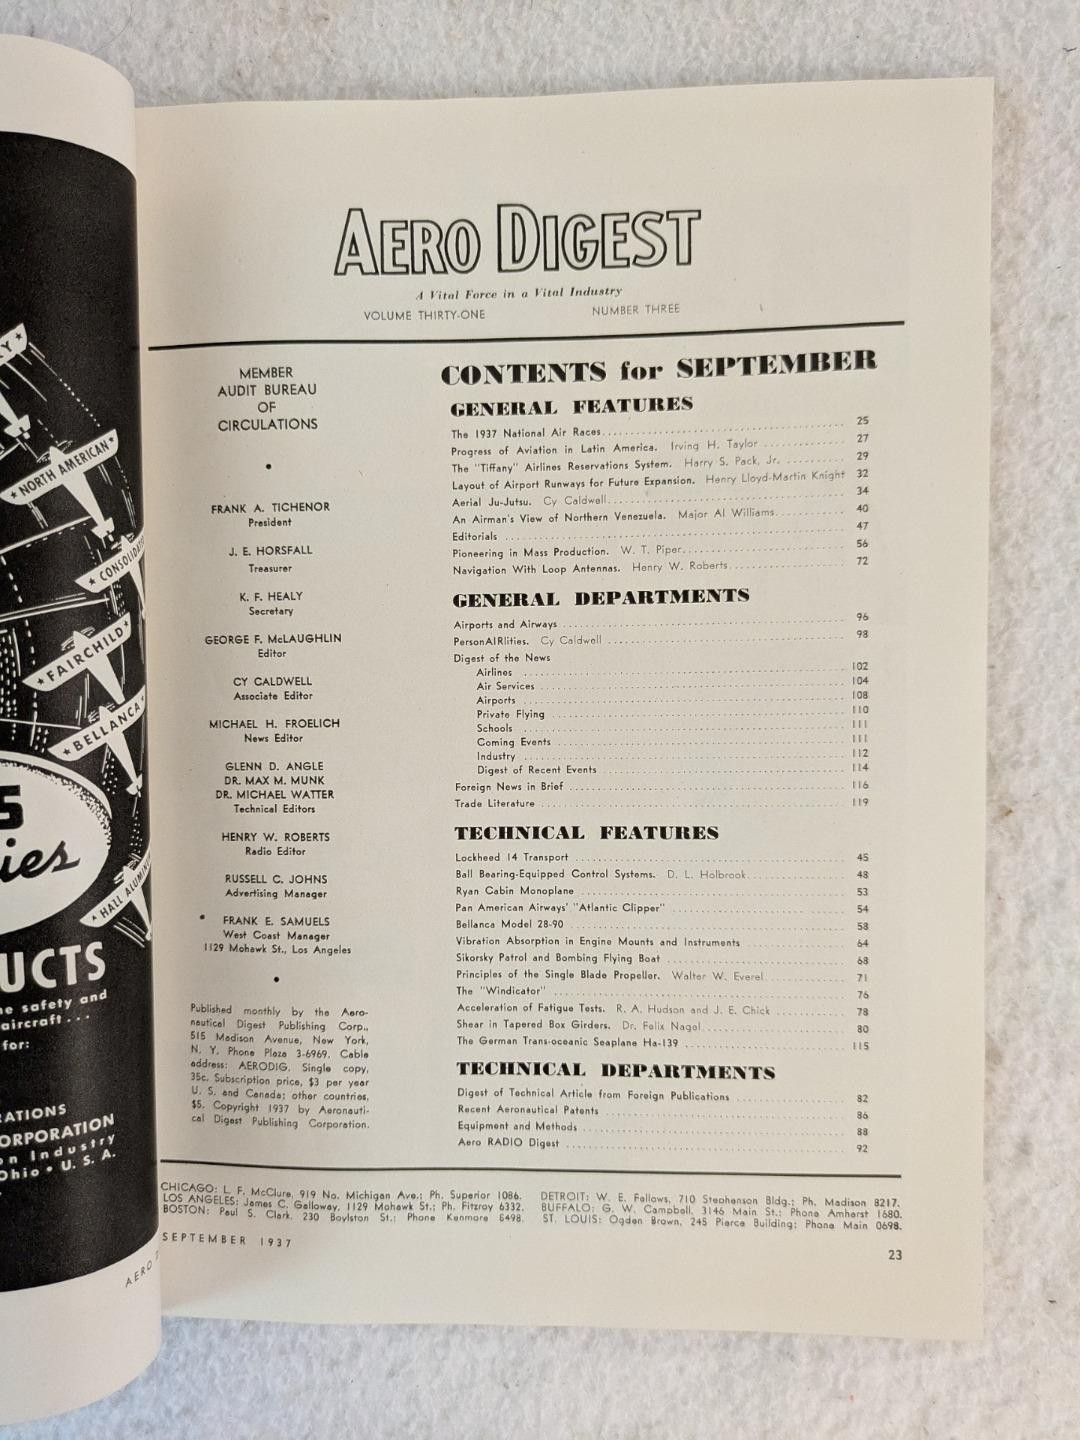 NORTH AMERICAN
FAIRCHILD
BELLANCA
HALL ALUMIN
UCTS
e safety and
aircraft . . .
for:
RATIONS
ORPORATION
on Industry
Ohio • U. S. A.
AERO
AERO DIGEST
A Vital Force in a Vital Industry
VOLUME THIRTY-ONE NUMBER THREE
MEMBER
AUDIT BUREAU
OF
CIRCULATIONS
FRANK A. TICHENOR
President
J. E. HORSFALL
Treasurer
K. F. HEALY
Secretary
GEORGE F. McLAUGHLIN
Editor
CY CALDWELL
Associate Editor
MICHAEL H. FROELICH
News Editor
GLENN D. ANGLE
DR. MAX M. MUNK
DR. MICHAEL WATTER
Technical Editors
HENRY W. ROBERTS
Radio Editor
RUSSELL C. JOHNS
Advertising Manager
FRANK E. SAMUELS
West Coast Manager
1129 Mohawk St., Los Angeles
Published monthly by the Aero-
nautical Digest Publishing Corp.,
515 Madison Avenue, New York,
N. Y. Phone Plaza 3-6969. Cable
address: AERODIG. Single copy,
35c. Subscription price, $3 per year
U. S. and Canada; other countries,
$5. Copyright 1937 by Aeronauti-
cal Digest Publishing Corporation.
CONTENTS for SEPTEMBER
GENERAL FEATURES
The 1937 National Air Races 25
Progress of Aviation in Latin America. Irving H. Taylor 27
The "Tiffany" Airlines Reservations System. Harry S. Pack, Jr. 29
Layout of Airport Runways for Future Expansion. Henry Lloyd-Martin Knight 32
Aerial Ju-Jutsu. Cy Caldwell 34
An Airman's View of Northern Venezuela. Major Al Williams 40
Editorials 47
Pioneering in Mass Production. W. T. Piper 56
Navigation With Loop Antennas. Henry W. Roberts 72
GENERAL DEPARTMENTS
Airports and Airways 96
PersonAIRlities. Cy Caldwell 98
Digest of the News
Airlines 102
Air Services 104
Airports 108
Private Flying 110
Schools 111
Coming Events 111
Industry 112
Digest of Recent Events 114
Foreign News in Brief 116
Trade Literature 119
TECHNICAL FEATURES
Lockheed 14 Transport 45
Ball Bearing-Equipped Control Systems. D. L. Holbrook 48
Ryan Cabin Monoplane 53
Pan American Airways' "Atlantic Clipper" 54
Bellanca Model 28-90 58
Vibration Absorption in Engine Mounts and Instruments 64
Sikorsky Patrol and Bombing Flying Boat 68
Principles of the Single Blade Propeller. Walter W. Everel 71
The "Windicator" 76
Acceleration of Fatigue Tests. R. A. Hudson and J. E. Chick 78
Shear in Tapered Box Girders. Dr. Felix Nagel 80
The German Trans-oceanic Seaplane Ha-139 115
TECHNICAL DEPARTMENTS
Digest of Technical Article from Foreign Publications 82
Recent Aeronautical Patents 86
Equipment and Methods 88
Aero RADIO Digest 92
CHICAGO: L. F. McClure, 919 No. Michigan Ave.; Ph. Superior 1086.
LOS ANGELES: James C. Galloway, 1129 Mohawk St.; Ph. Fitzroy 6332.
BOSTON: Paul S. Clark, 230 Boylston St.; Phone Kenmore 6498.
DETROIT: W. E. Fellows, 710 Stephenson Bldg.; Ph. Madison 8217.
BUFFALO: G. W. Campbell, 3146 Main St.; Phone Amherst 1680.
ST. LOUIS: Ogden Brown, 245 Pierce Building; Phone Main 0698.
SEPTEMBER 1937
23